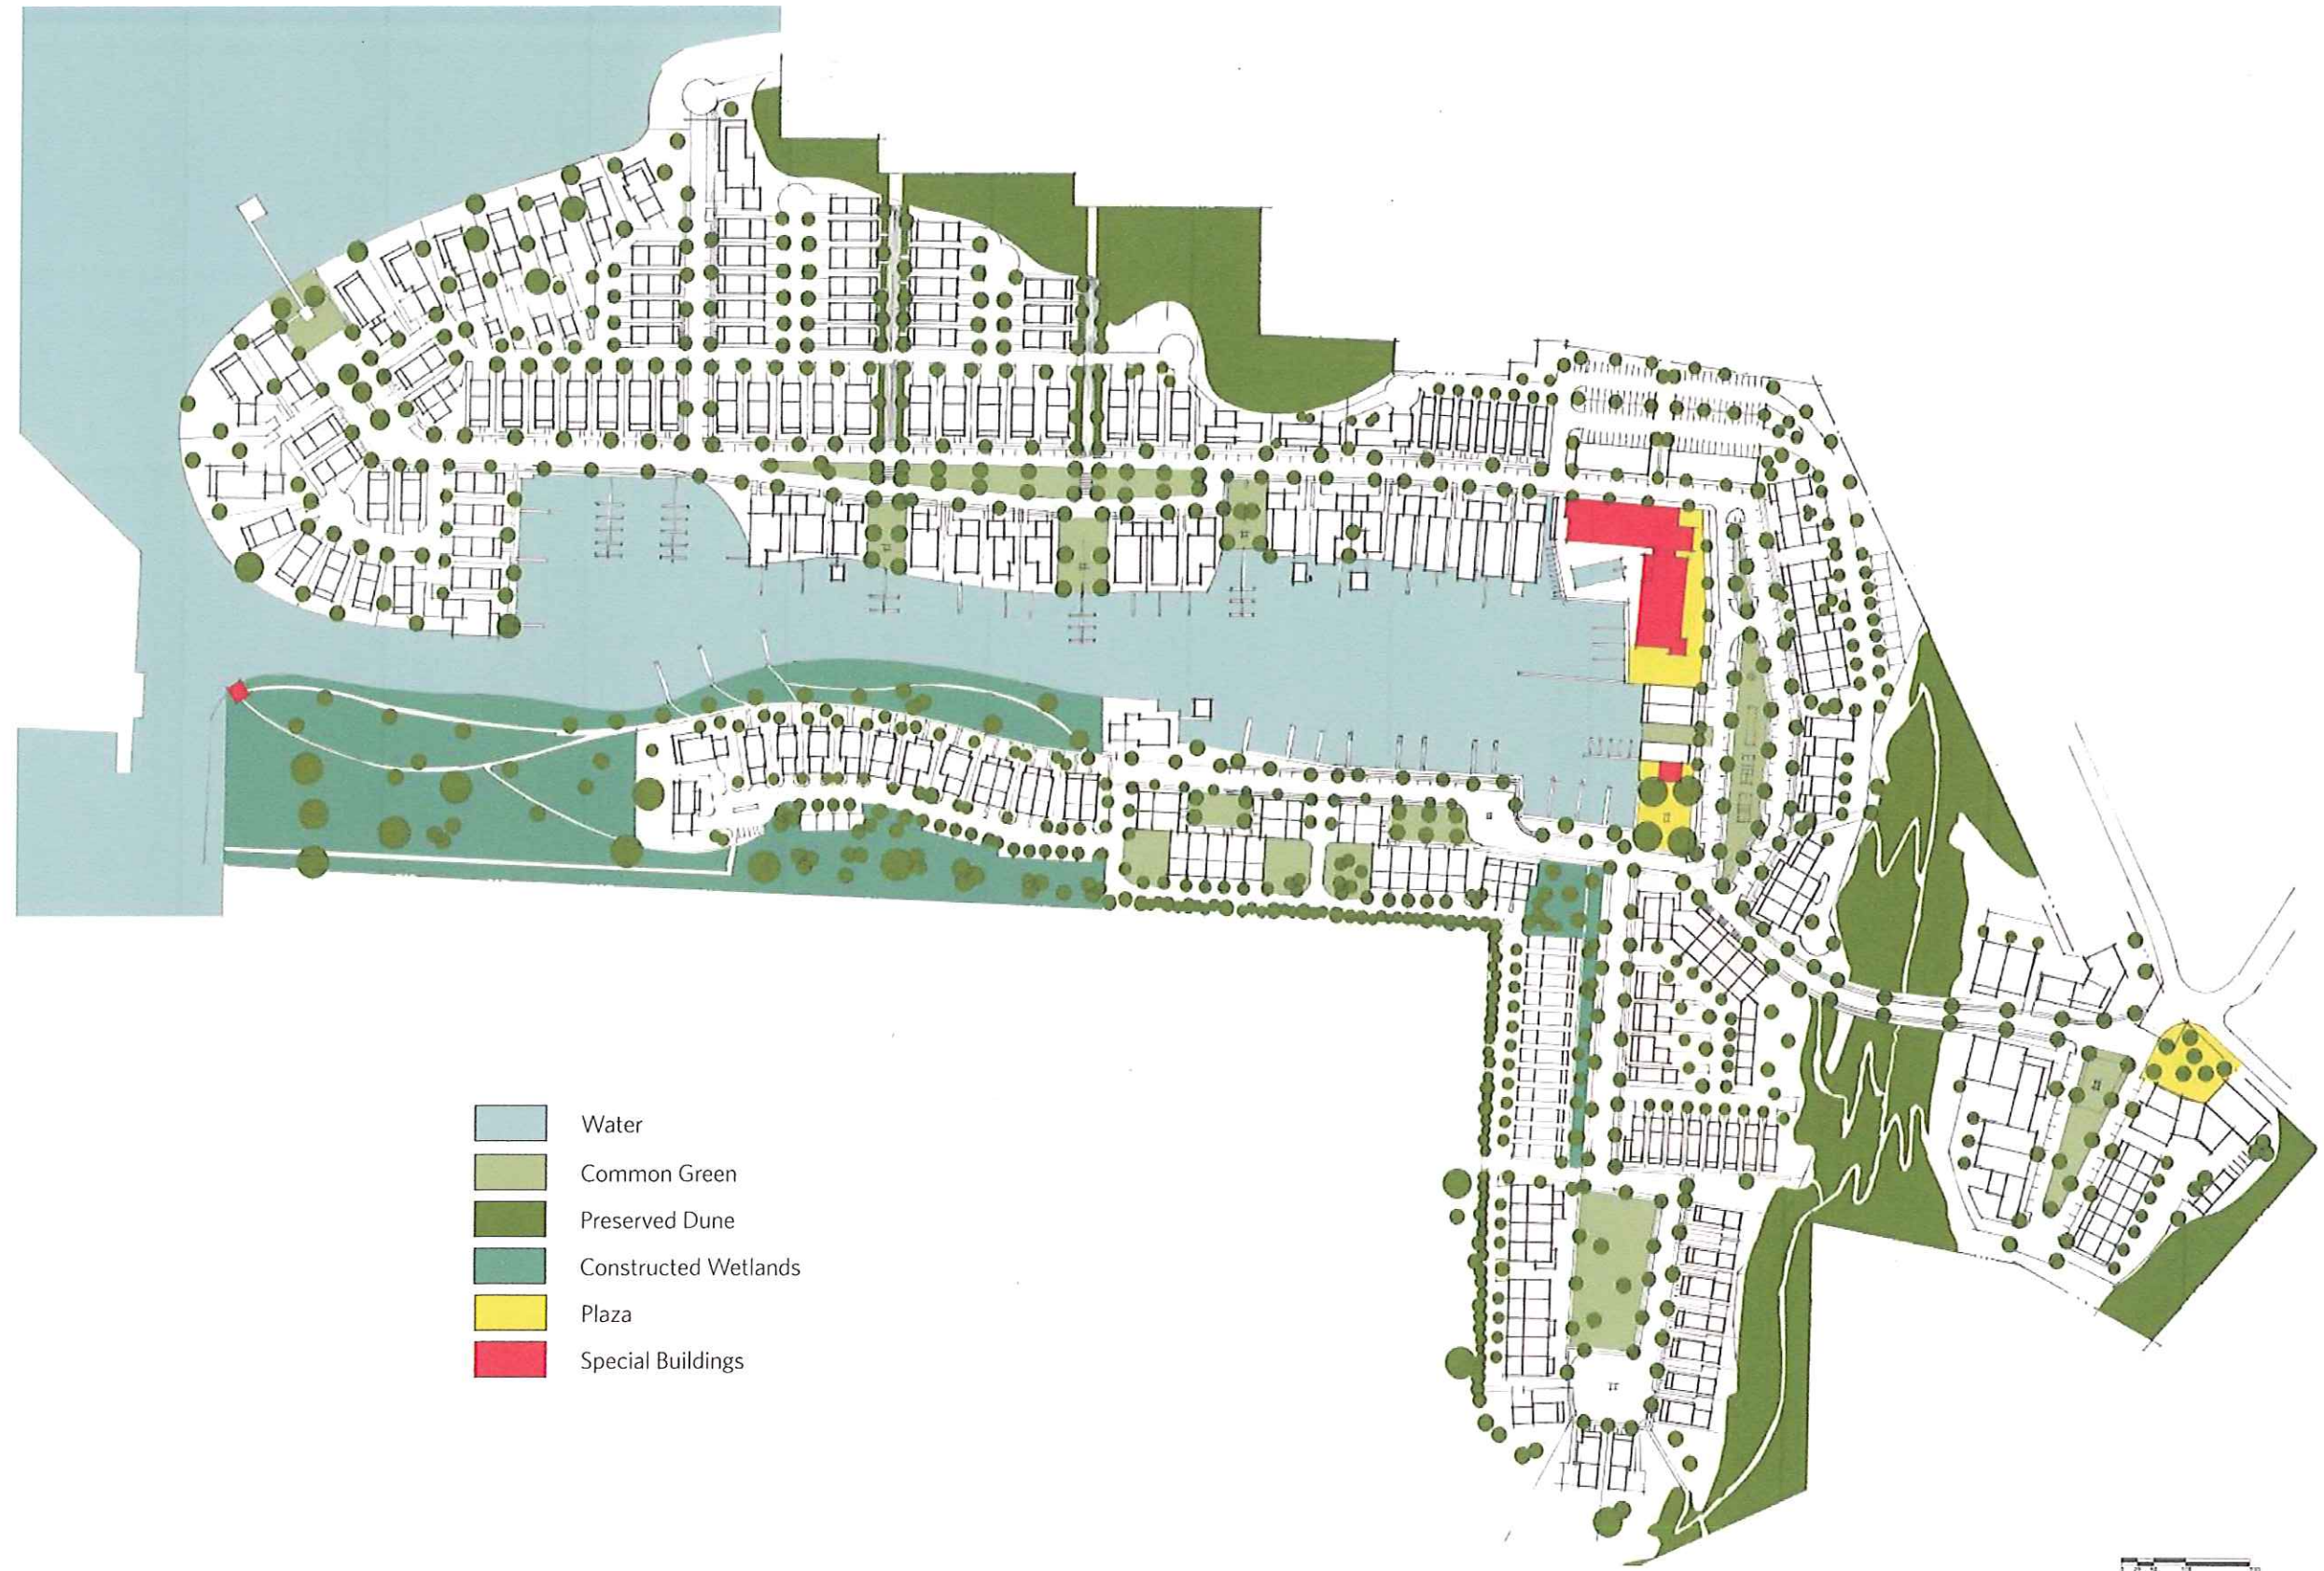 Water
Common Green
Preserved Dune
Constructed Wetlands
Plaza
Special Buildings